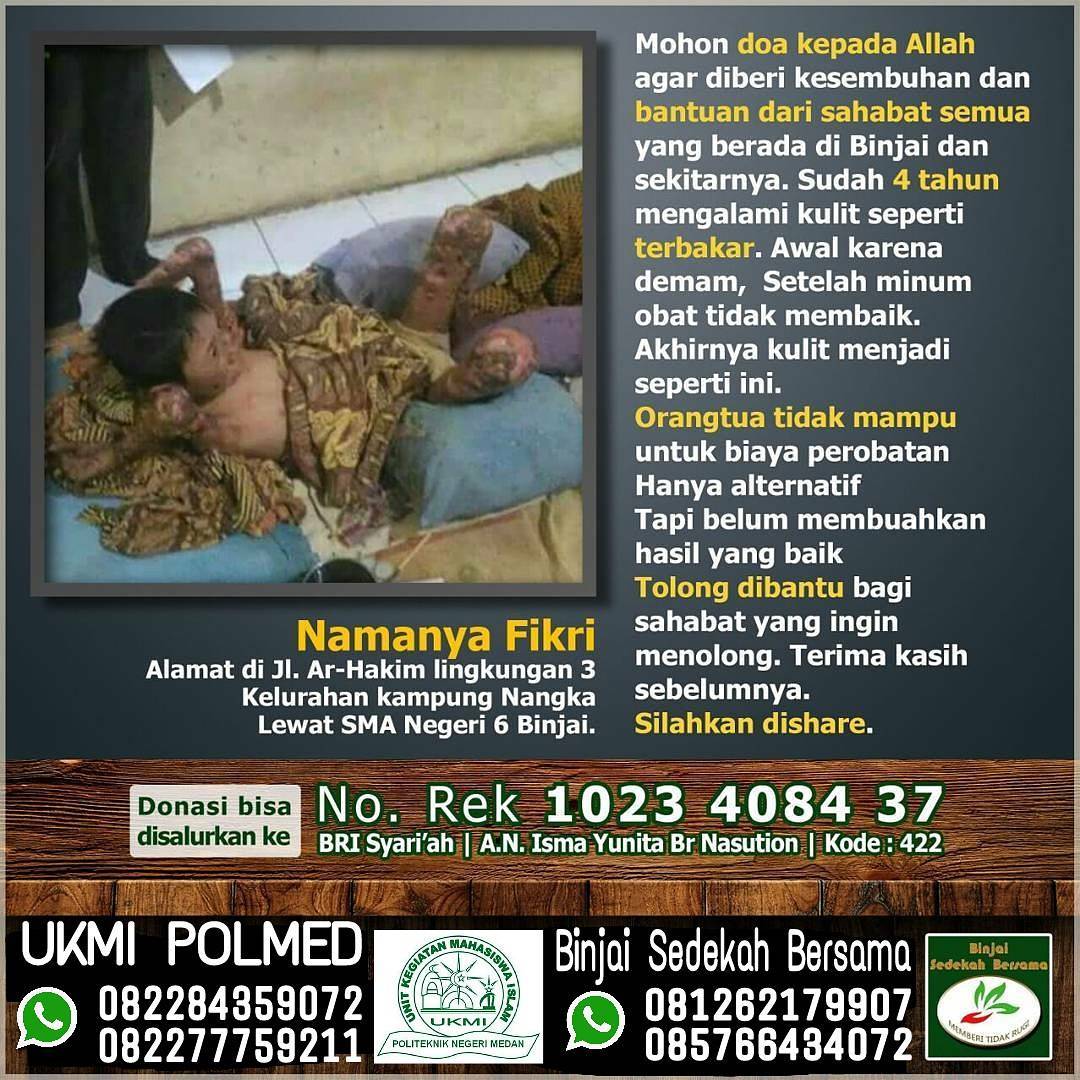 Mohon doa kepada Allah
agar diberi kesembuhan dan
bantuan dari sahabat semua
yang berada di Binjai dan
sekitarnya. Sudah 4 tahun
mengalami kulit seperti
terbakar. Awal karena
demam, Setelah minum
obat tidak membaik.
Akhirnya kulit menjadi
seperti ini.
Orangtua tidak mampu
untuk biaya perobatan
Hanya alternatif
Tapi belum membuahkan
hasil yang baik
Tolong dibantu bagi
sahabat yang ingin
menolong. Terima kasih
sebelumnya.
Silahkan dishare.
Namanya Fikri
Alamat di Jl. Ar-Hakim lingkungan 3
Kelurahan kampung Nangka
Lewat SMA Negeri 6 Binjai.
Donasi bisa
disalurkan ke
No. Rek 1023 4084 37
BRI Syari'ah | A.N. Isma Yunita Br Nasution | Kode : 422
UKMI POLMED
082284359072
082277759211
UNIT KEGIATAN MAHASISWA ISLAM
UKMI
POLITEKNIK NEGERI MEDAN
Binjai Sedekah Bersama
081262179907
085766434072
Binjai
Sedekah Bersama
MEMBERI TIDAK RUGI